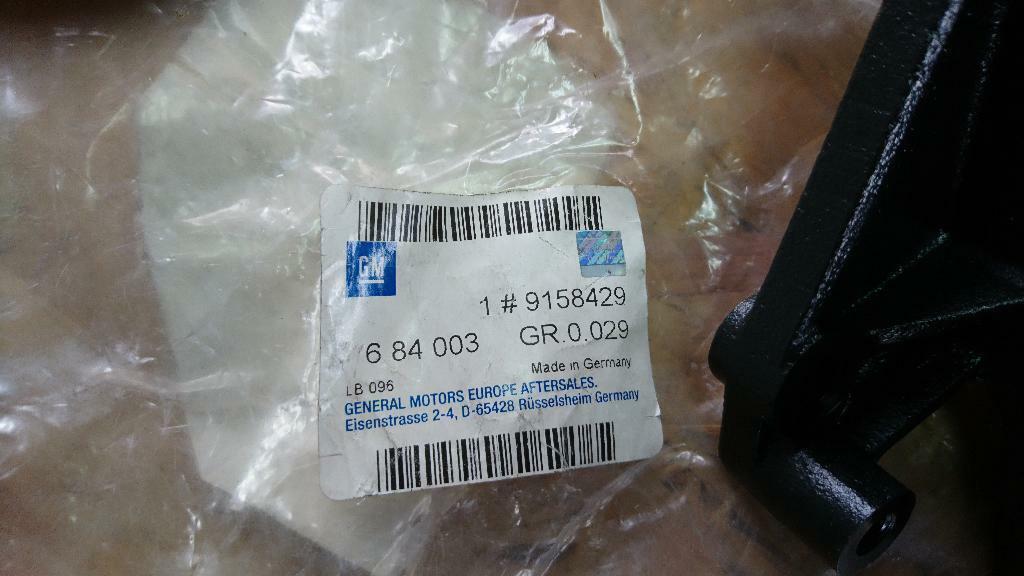 GM
1 # 9158429
6 84 003 GR.0.029
Made in Germany
LB 096
GENERAL MOTORS EUROPE AFTERSALES.
Eisenstrasse 2-4, D-65428 Rüsselsheim Germany